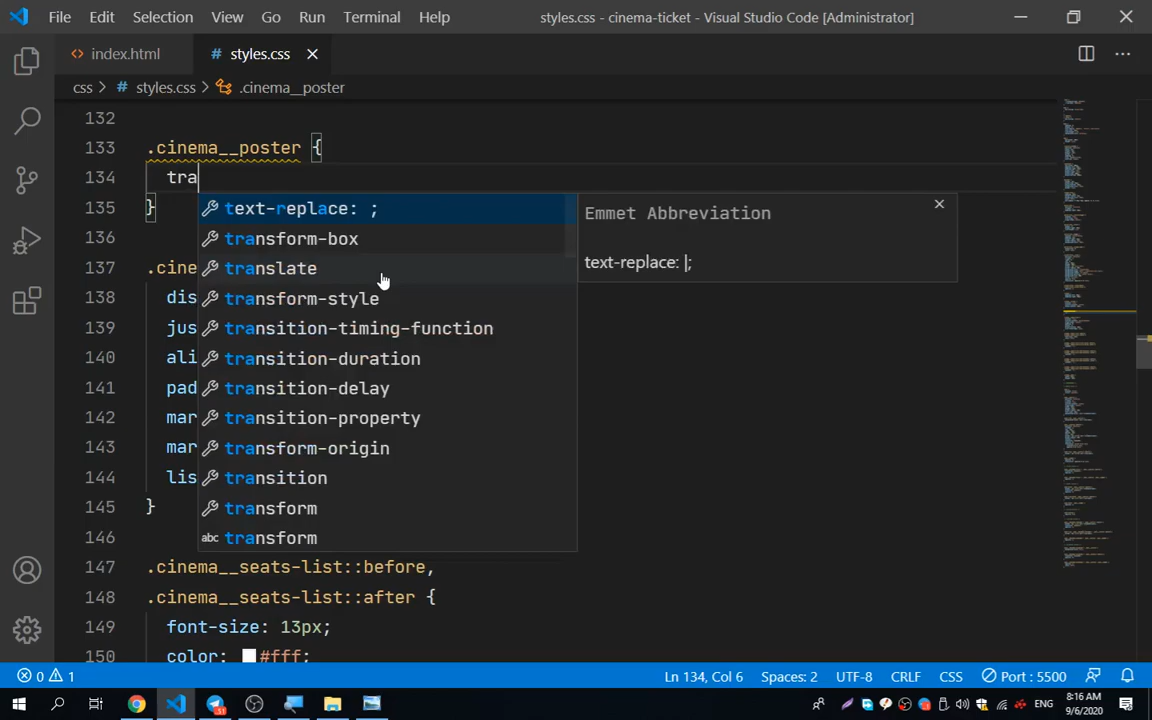 File Edit Selection View Go Run Terminal Help styles.css - cinema-ticket - Visual Studio Code [Administrator]
index.html # styles.css
css # styles.css .cinema__poster
132
133 .cinema__poster {
134 tra
135 }
136
137 .cine
138 dis
139 jus
140 ali
141 pad
142 mar
143 mar
144 lis
145 }
146
147 .cinema__seats-list::before,
148 .cinema__seats-list::after {
149 font-size: 13px;
150 color: #fff;
text-replace: ;
transform-box
translate
transform-style
transition-timing-function
transition-duration
transition-delay
transition-property
transform-origin
transition
transform
abc transform
Emmet Abbreviation
text-replace: |;
0 1 Ln 134, Col 6 Spaces: 2 UTF-8 CRLF CSS Port : 5500
ENG 8:16 AM
9/6/2020